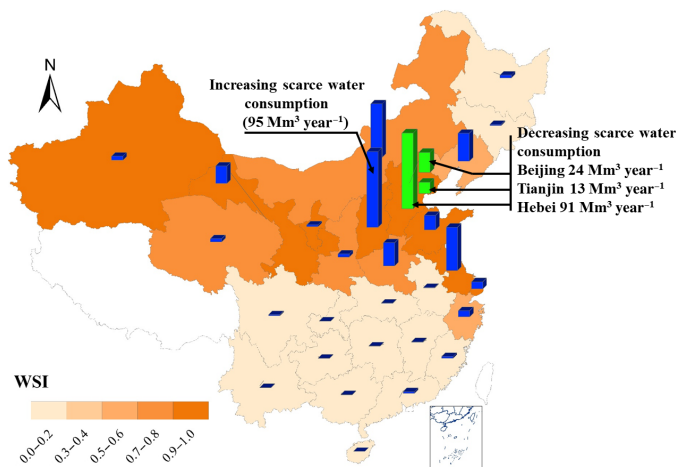 N
Increasing scarce water
consumption
(95 Mm³ year⁻¹)
Decreasing scarce water
consumption
Beijing 24 Mm³ year⁻¹
Tianjin 13 Mm³ year⁻¹
Hebei 91 Mm³ year⁻¹
WSI
0.0–0.2
0.3–0.4
0.5–0.6
0.7–0.8
0.9–1.0